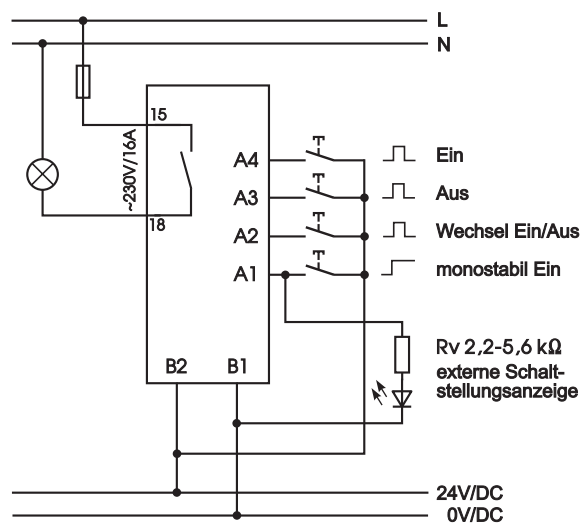 L
N
15
~230V/16A
18
A4
Ein
A3
Aus
A2
Wechsel Ein/Aus
A1
monostabil Ein
Rv 2,2-5,6 kΩ
externe Schalt-
stellungsanzeige
B2
B1
24V/DC
0V/DC